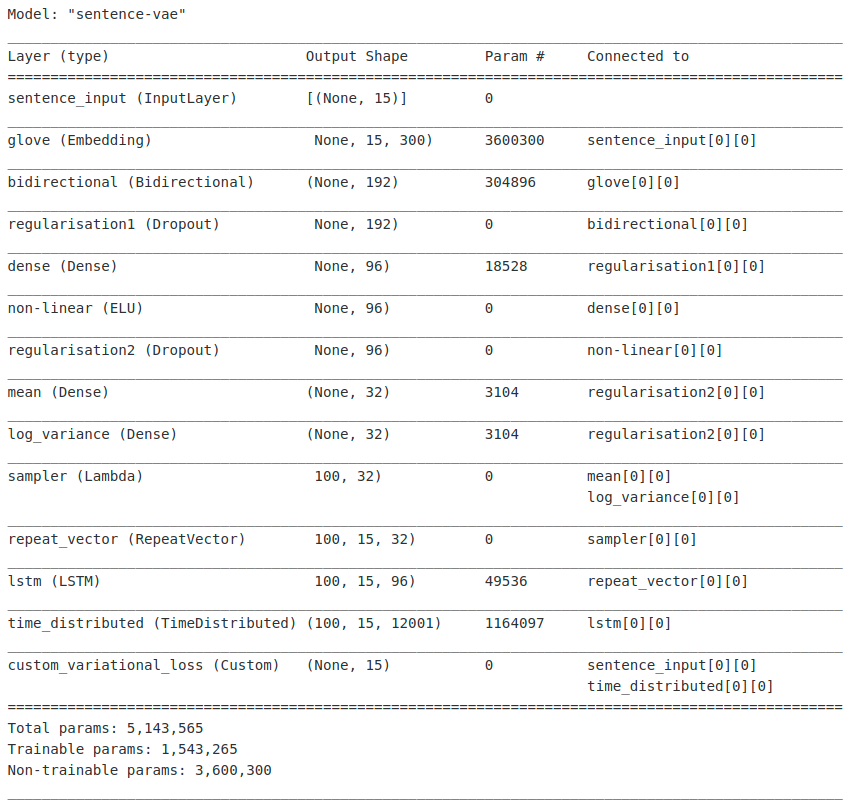 Model: "sentence-vae"
Layer (type) Output Shape Param # Connected to
sentence_input (InputLayer) [(None, 15)] 0
glove (Embedding) None, 15, 300) 3600300 sentence_input[0][0]
bidirectional (Bidirectional) (None, 192) 304896 glove[0][0]
regularisation1 (Dropout) None, 192) 0 bidirectional[0][0]
dense (Dense) None, 96) 18528 regularisation1[0][0]
non-linear (ELU) None, 96) 0 dense[0][0]
regularisation2 (Dropout) None, 96) 0 non-linear[0][0]
mean (Dense) (None, 32) 3104 regularisation2[0][0]
log_variance (Dense) (None, 32) 3104 regularisation2[0][0]
sampler (Lambda) 100, 32) 0 mean[0][0]
log_variance[0][0]
repeat_vector (RepeatVector) 100, 15, 32) 0 sampler[0][0]
lstm (LSTM) 100, 15, 96) 49536 repeat_vector[0][0]
time_distributed (TimeDistributed) (100, 15, 12001) 1164097 lstm[0][0]
custom_variational_loss (Custom) (None, 15) 0 sentence_input[0][0]
time_distributed[0][0]
Total params: 5,143,565
Trainable params: 1,543,265
Non-trainable params: 3,600,300